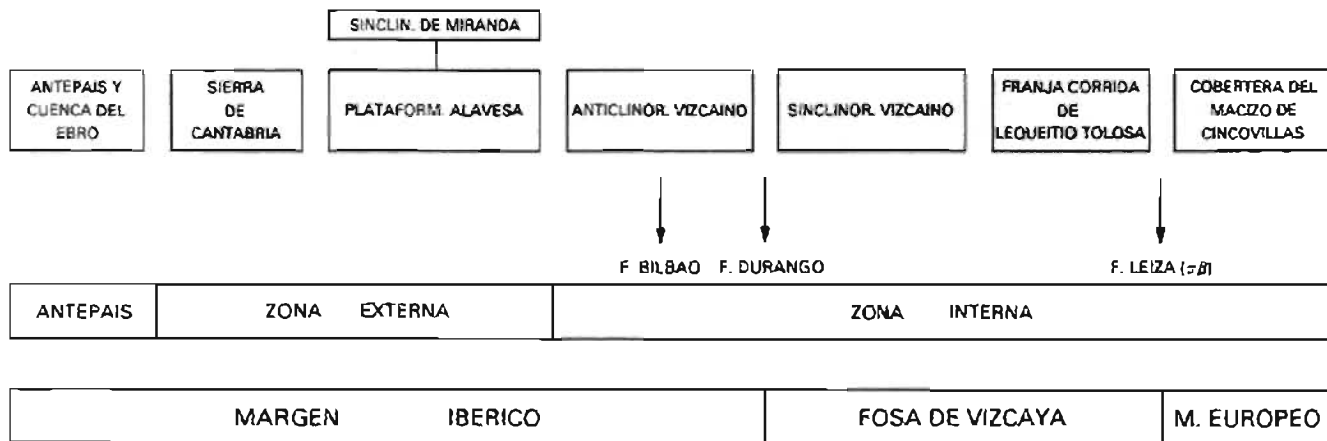 SINCLIN. DE MIRANDA
ANTEPAIS Y
CUENCA DEL
EBRO
SIERRA
DE
CANTABRIA
PLATAFORM. ALAVESA
ANTICLINOR. VIZCAINO
SINCLINOR. VIZCAINO
FRANJA CORRIDA
DE
LEQUEITIO TOLOSA
COBERTERA DEL
MACIZO DE
CINCOVILLAS
F. BILBAO F. DURANGO F. LEIZA
ANTEPAIS ZONA EXTERNA ZONA INTERNA
MARGEN IBERICO FOSA DE VIZCAYA M. EUROPEO